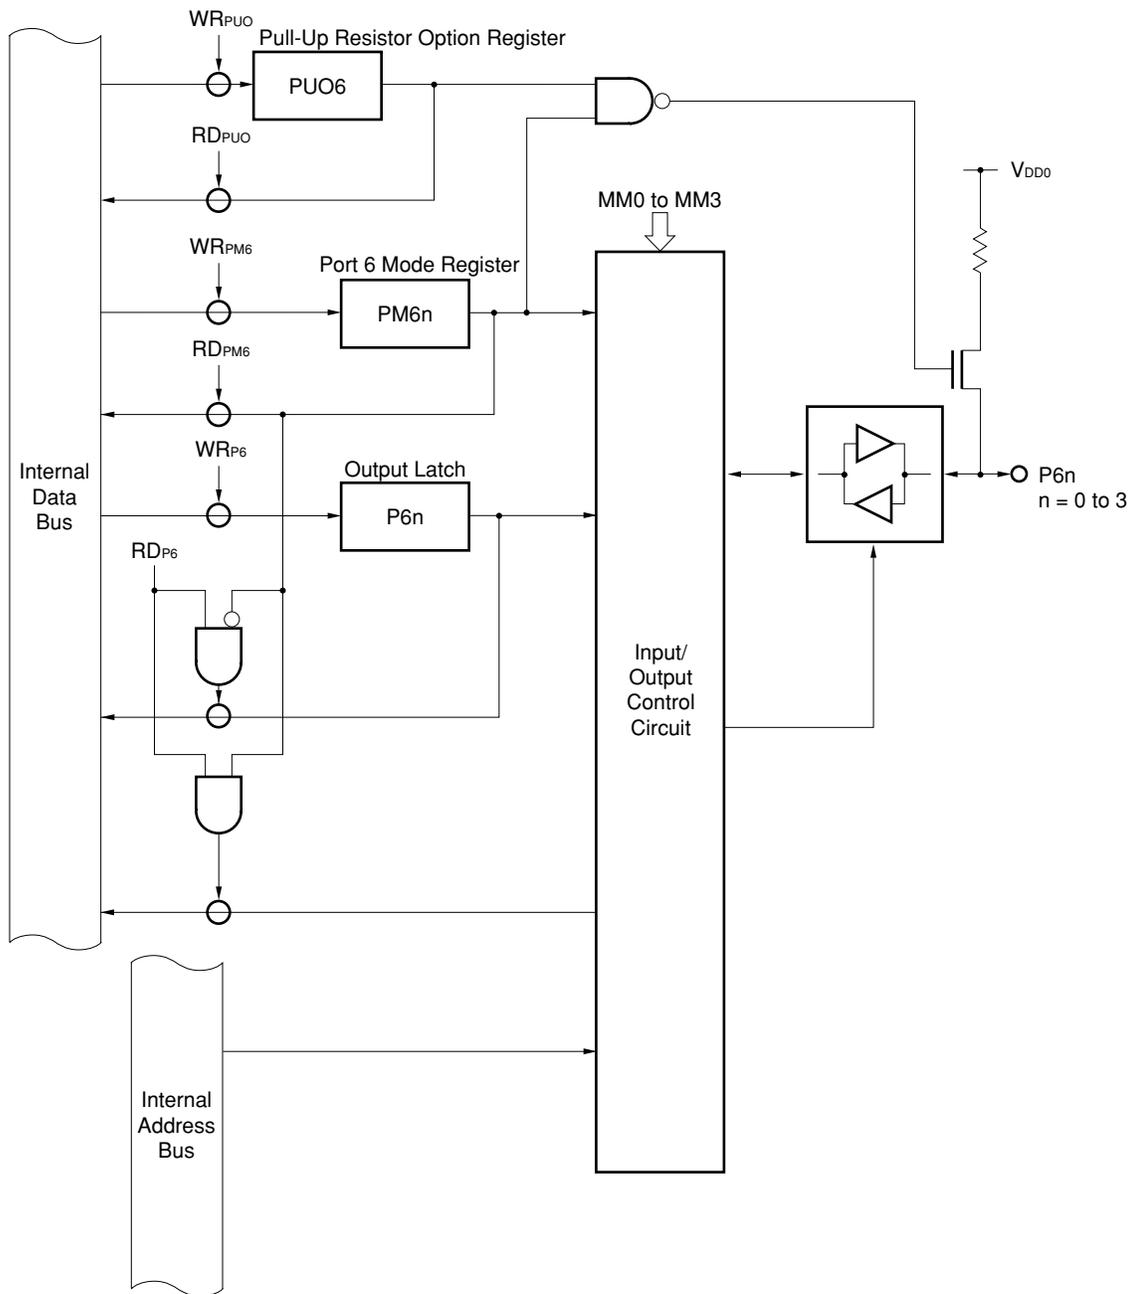 WRPUO
Pull-Up Resistor Option Register
PUO6
RDPUO
VDD0
MM0 to MM3
WRPM6
Port 6 Mode Register
PM6n
RDPM6
WRP6
Internal
Data
Bus
Output Latch
P6n
P6n
n = 0 to 3
RDP6
Input/
Output
Control
Circuit
Internal
Address
Bus